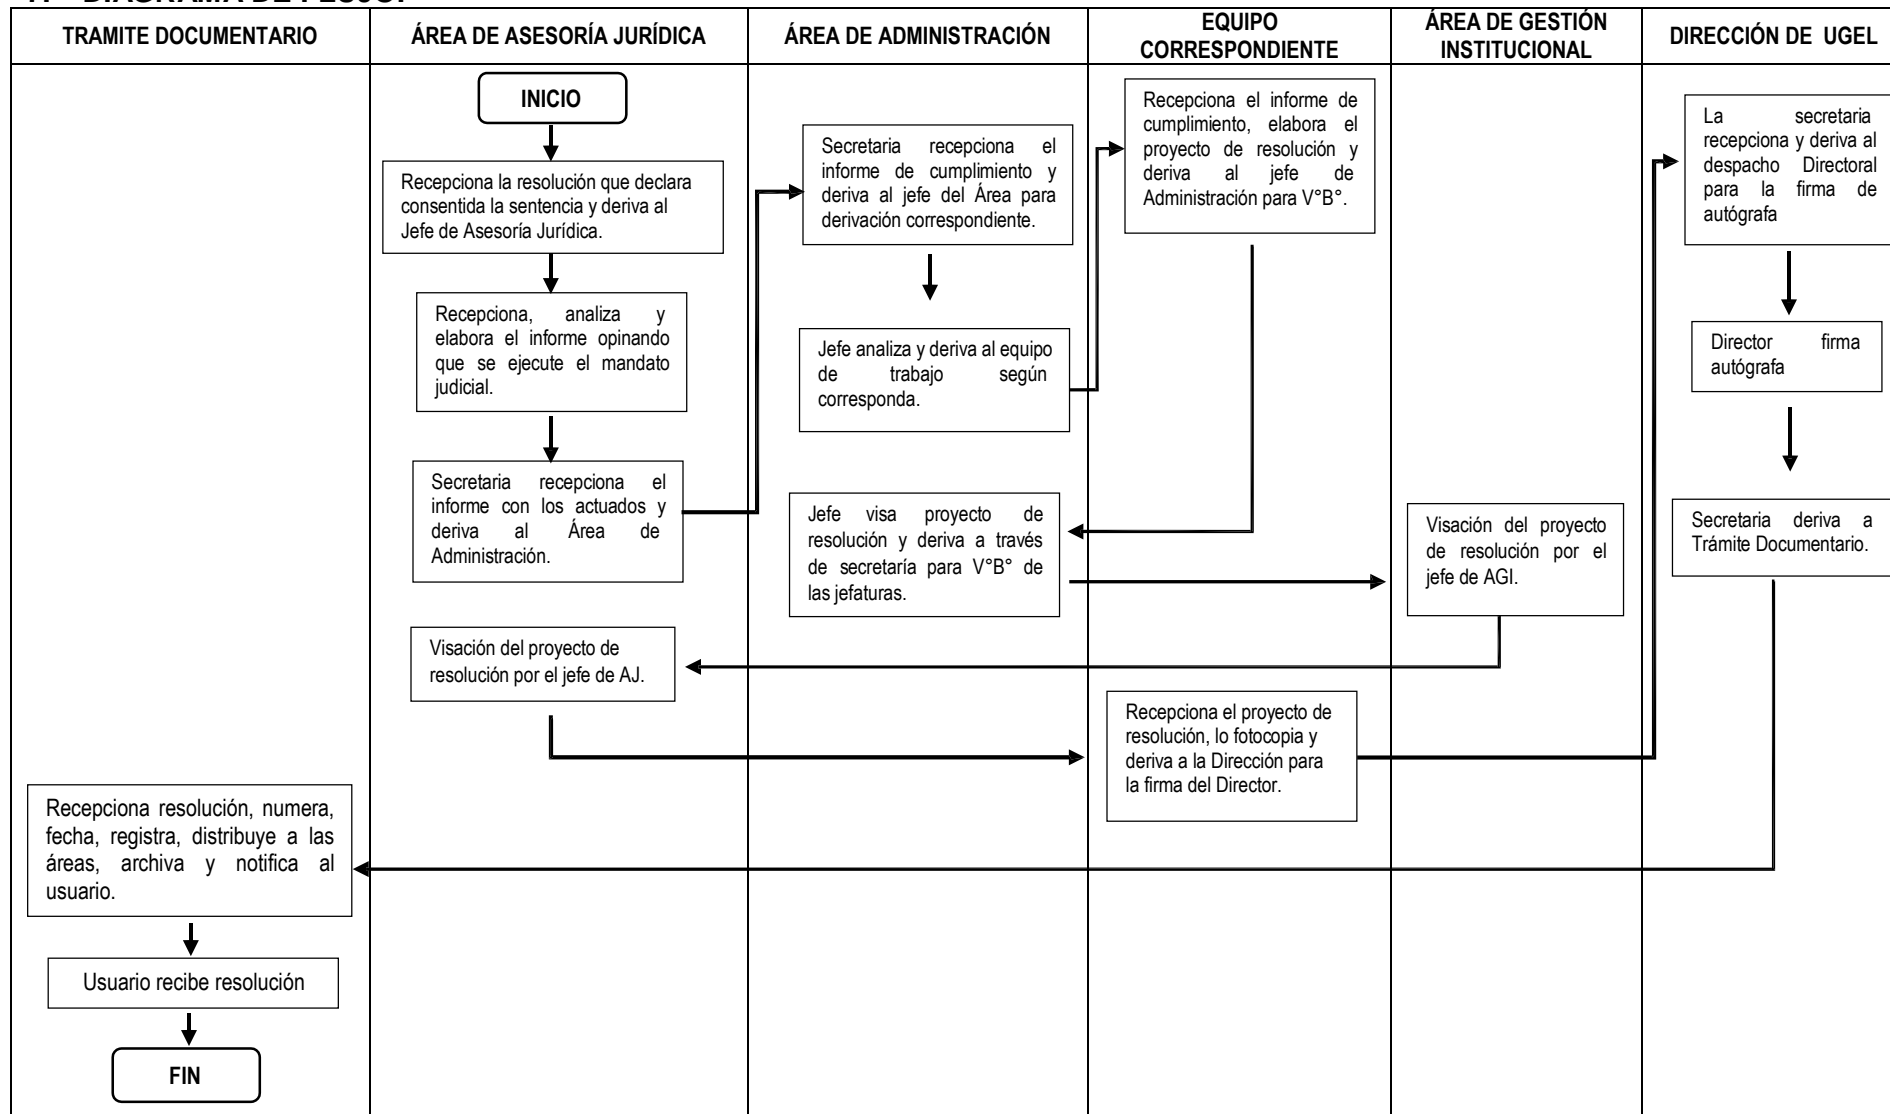 TRAMITE DOCUMENTARIO
ÁREA DE ASESORÍA JURÍDICA
ÁREA DE ADMINISTRACIÓN
EQUIPO
CORRESPONDIENTE
ÁREA DE GESTIÓN
INSTITUCIONAL
DIRECCIÓN DE UGEL
INICIO
Recepciona la resolución que declara
consentida la sentencia y deriva al
Jefe de Asesoría Jurídica.
Recepciona, analiza y
elabora el informe opinando
que se ejecute el mandato
judicial.
Secretaria recepciona el
informe con los actuados y
deriva al Área de
Administración.
Secretaria recepciona el
informe de cumplimiento y
deriva al jefe del Área para
derivación correspondiente.
Jefe analiza y deriva al equipo
de trabajo según
corresponda.
Recepciona el informe de
cumplimiento, elabora el
proyecto de resolución y
deriva al jefe de
Administración para V°B°.
Jefe visa proyecto de
resolución y deriva a través
de secretaría para V°B° de
las jefaturas.
Visación del proyecto
de resolución por el
jefe de AGI.
Visación del proyecto de
resolución por el jefe de AJ.
Recepciona el proyecto de
resolución, lo fotocopia y
deriva a la Dirección para
la firma del Director.
La secretaria
recepciona y deriva al
despacho Directoral
para la firma de
autógrafa
Director firma
autógrafa
Secretaria deriva a
Trámite Documentario.
Recepciona resolución, numera,
fecha, registra, distribuye a las
áreas, archiva y notifica al
usuario.
Usuario recibe resolución
FIN